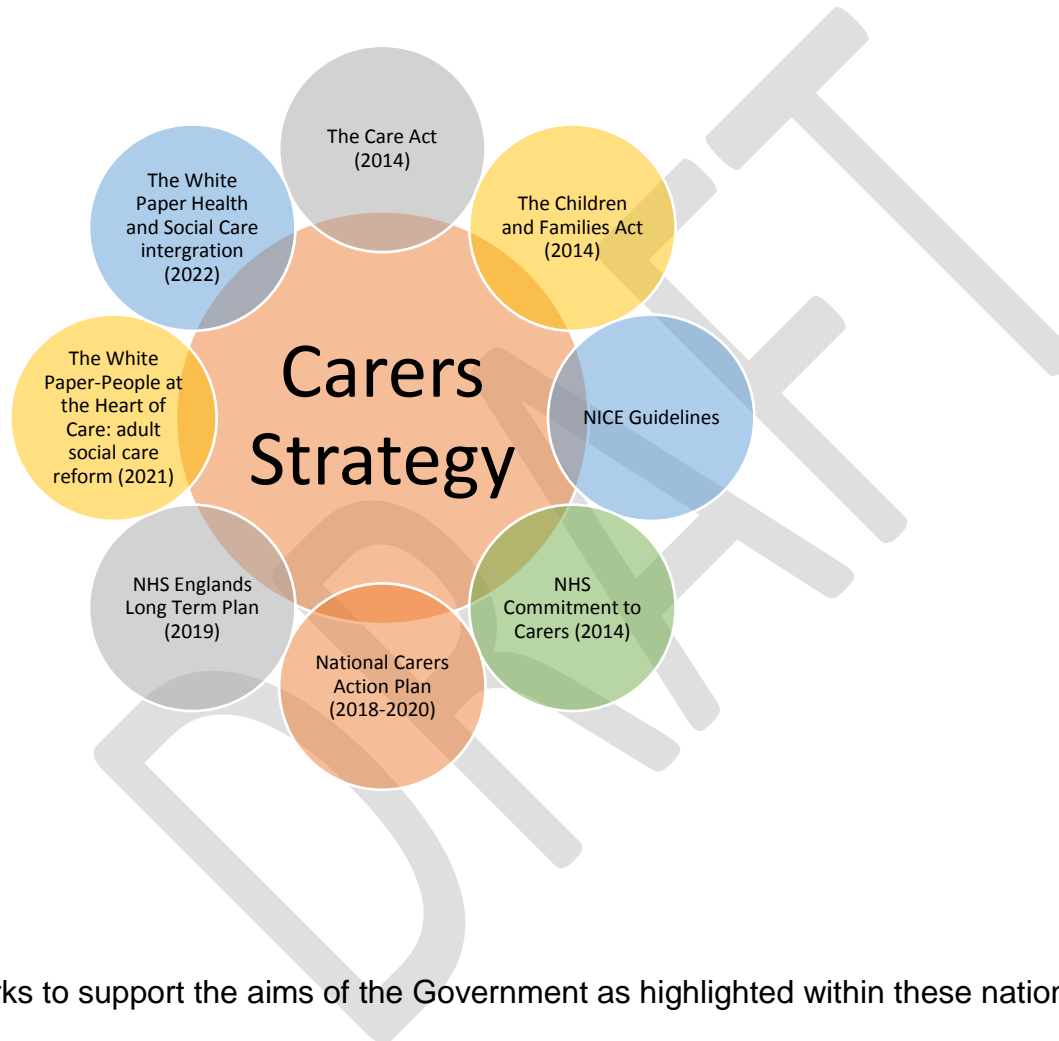 The Care Act
(2014)
The Children
and Families Act
(2014)
NICE Guidelines
NHS
Commitment to
Carers (2014)
National Carers
Action Plan
(2018-2020)
NHS Englands
Long Term Plan
(2019)
The White
Paper-People at
the Heart of
Care: adult
social care
reform (2021)
The White
Paper Health
and Social Care
intergration
(2022)
Carers
Strategy
DRAFT
ks to support the aims of the Government as highlighted within these nation